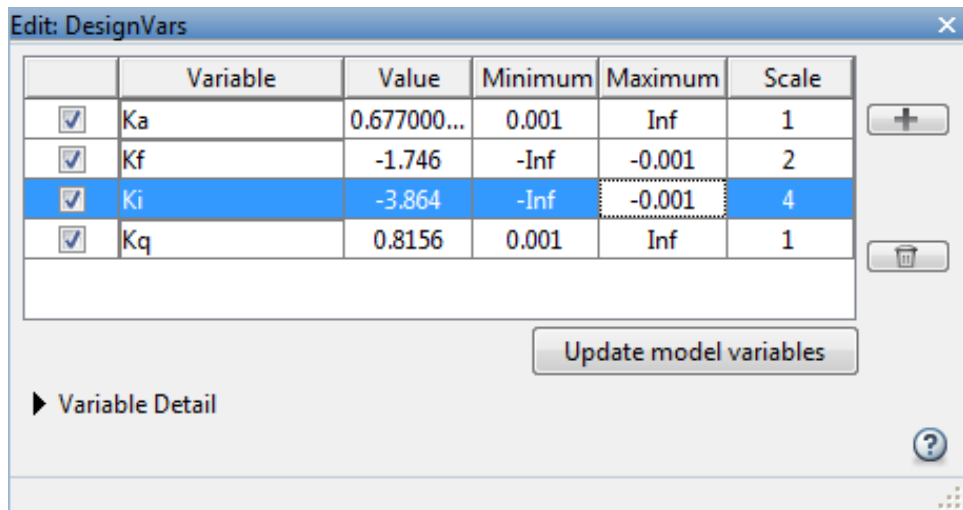 Edit: DesignVars
Variable Value Minimum Maximum Scale
Ka 0.677000... 0.001 Inf 1
Kf -1.746 -Inf -0.001 2
Ki -3.864 -Inf -0.001 4
Kq 0.8156 0.001 Inf 1
Update model variables
Variable Detail